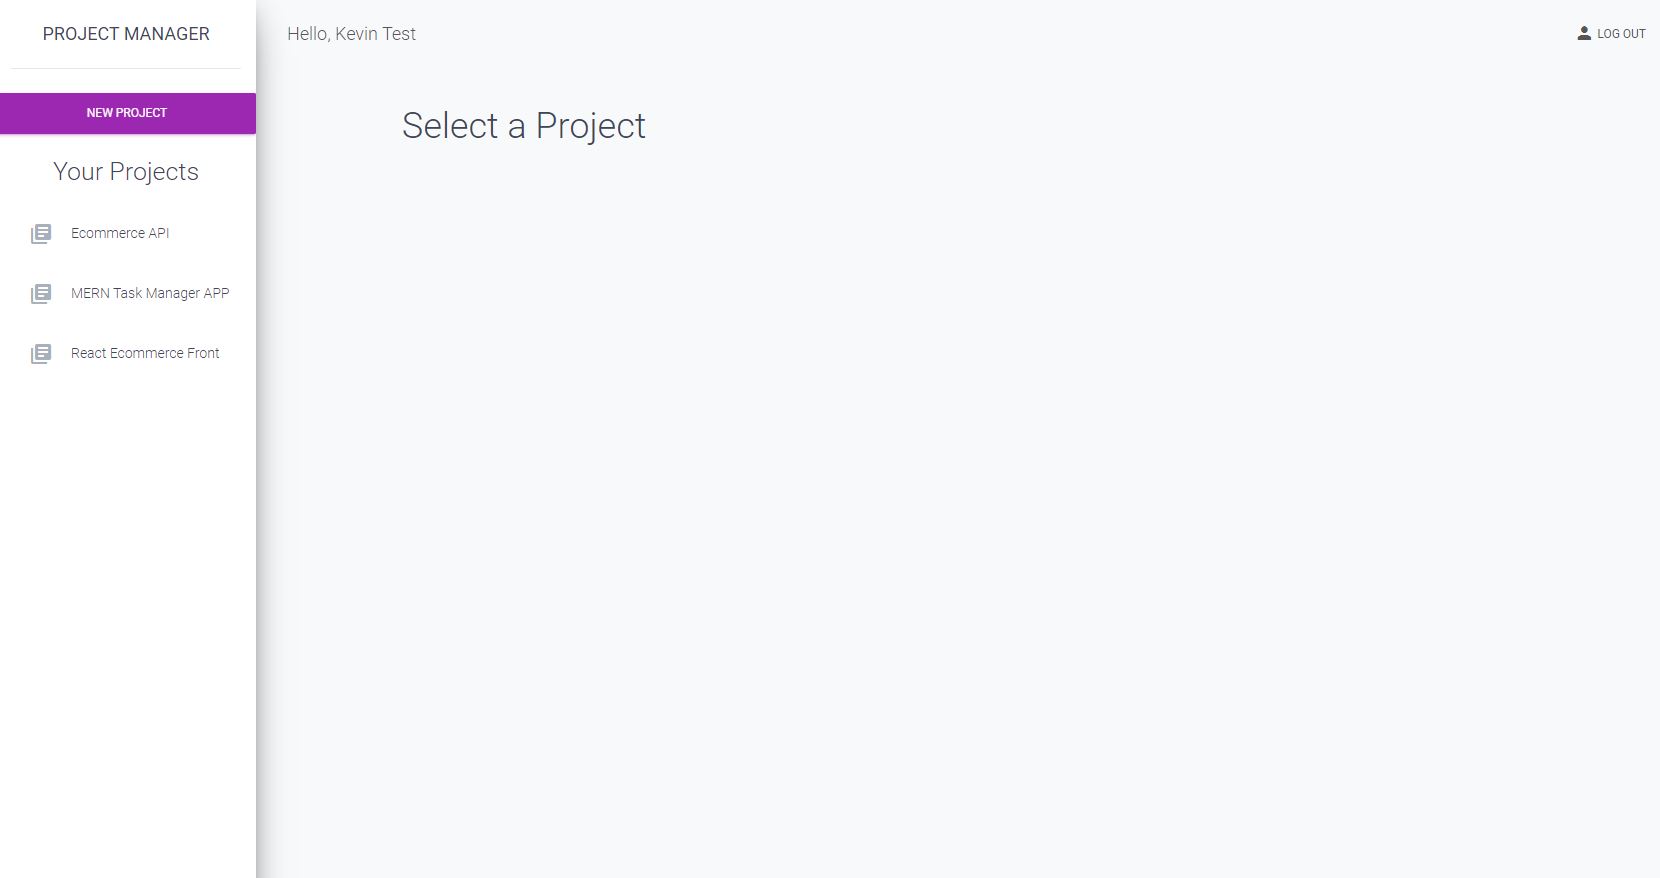 PROJECT MANAGER
Hello, Kevin Test
LOG OUT
NEW PROJECT
Select a Project
Your Projects
Ecommerce API
MERN Task Manager APP
React Ecommerce Front